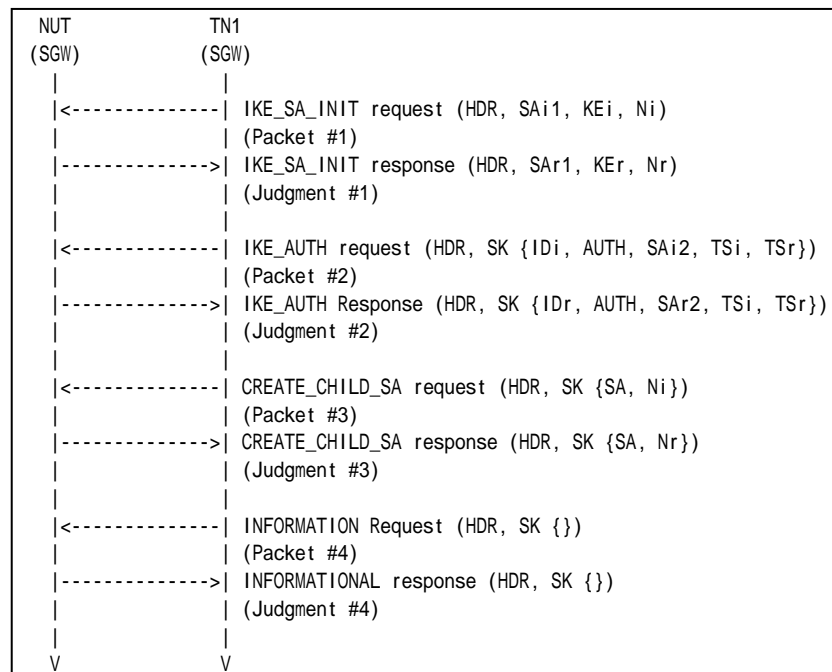 NUT TN1
(SGW) (SGW)
| |
|<--------------| IKE_SA_INIT request (HDR, SAi1, KEi, Ni)
| | (Packet #1)
|-------------->| IKE_SA_INIT response (HDR, SAr1, KEr, Nr)
| | (Judgment #1)
| |
|<--------------| IKE_AUTH request (HDR, SK {IDi, AUTH, SAi2, TSi, TSr})
| | (Packet #2)
|-------------->| IKE_AUTH Response (HDR, SK {IDr, AUTH, SAr2, TSi, TSr})
| | (Judgment #2)
| |
|<--------------| CREATE_CHILD_SA request (HDR, SK {SA, Ni})
| | (Packet #3)
|-------------->| CREATE_CHILD_SA response (HDR, SK {SA, Nr})
| | (Judgment #3)
| |
|<--------------| INFORMATION Request (HDR, SK {})
| | (Packet #4)
|-------------->| INFORMATIONAL response (HDR, SK {})
| | (Judgment #4)
| |
V V